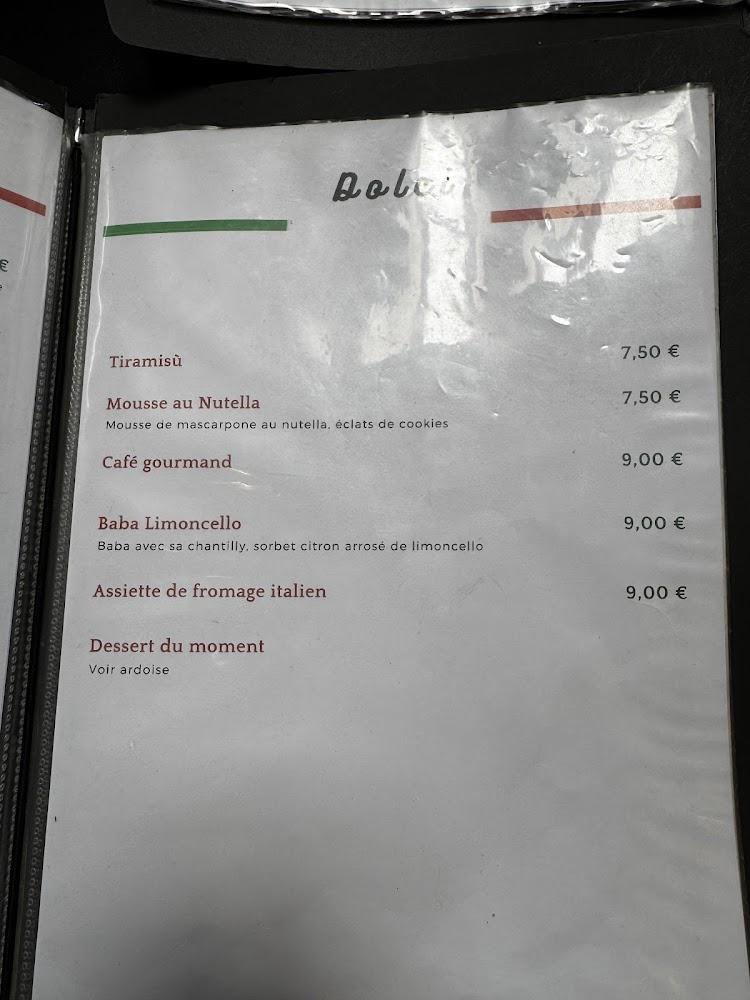 Dolci
€
Tiramisù 7,50 €
Mousse au Nutella 7,50 €
Mousse de mascarpone au nutella, éclats de cookies
Café gourmand 9,00 €
Baba Limoncello 9,00 €
Baba avec sa chantilly, sorbet citron arrosé de limoncello
Assiette de fromage italien 9,00 €
Dessert du moment
Voir ardoise